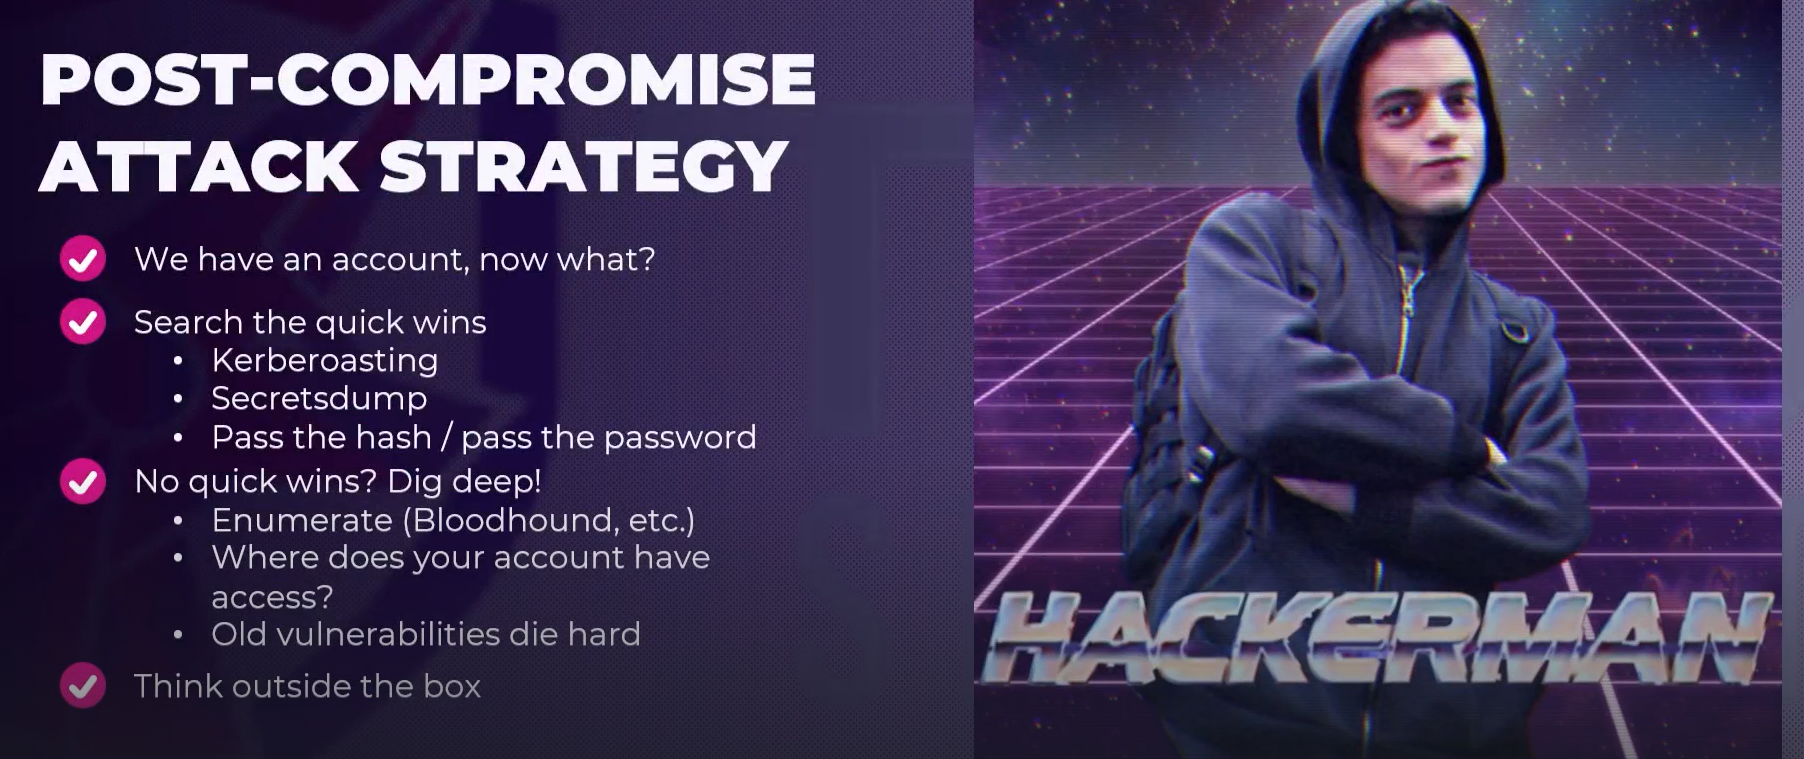 POST-COMPROMISE
ATTACK STRATEGY
We have an account, now what?
Search the quick wins
• Kerberoasting
• Secretsdump
• Pass the hash / pass the password
No quick wins? Dig deep!
• Enumerate (Bloodhound, etc.)
• Where does your account have
access?
• Old vulnerabilities die hard
Think outside the box
HACKERMAN